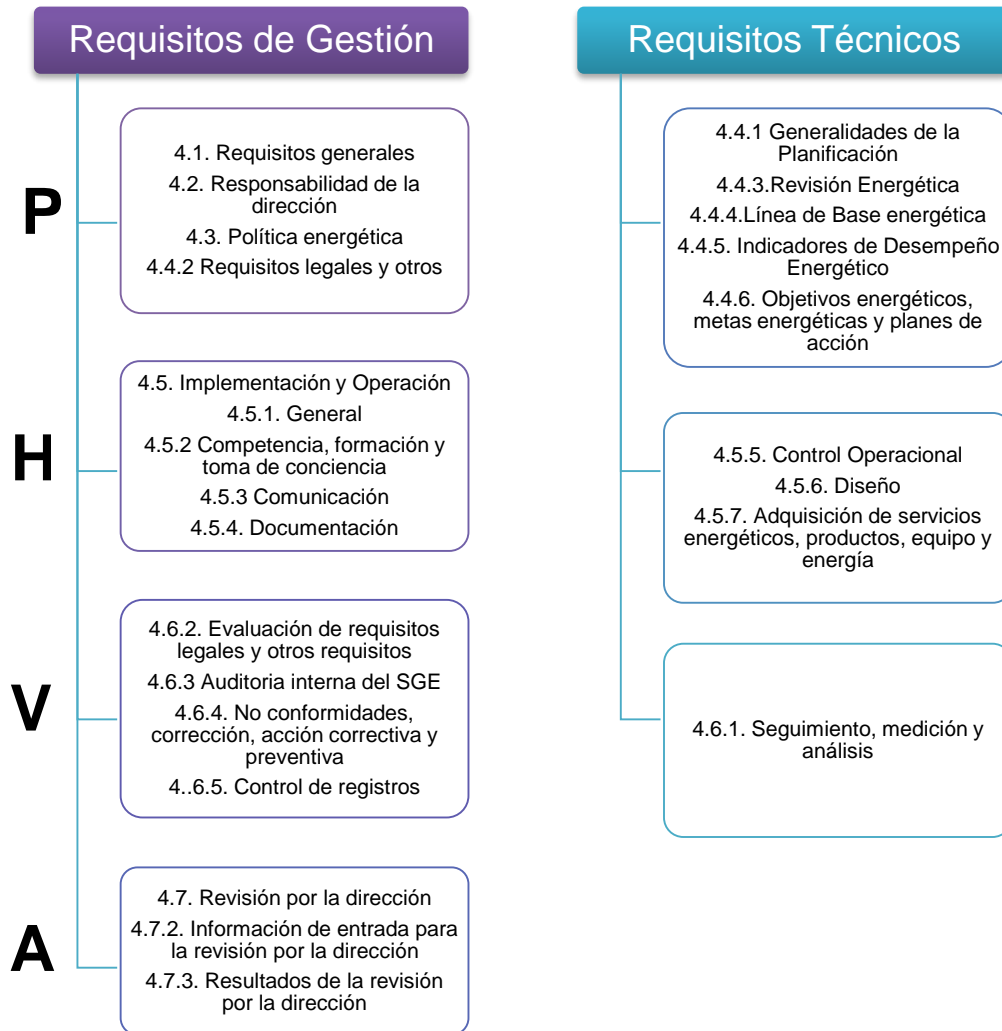 Requisitos de Gestión
Requisitos Técnicos
P
4.1. Requisitos generales
4.2. Responsabilidad de la
dirección
4.3. Política energética
4.4.2 Requisitos legales y otros
4.4.1 Generalidades de la
Planificación
4.4.3.Revisión Energética
4.4.4.Línea de Base energética
4.4.5. Indicadores de Desempeño
Energético
4.4.6. Objetivos energéticos,
metas energéticas y planes de
acción
H
4.5. Implementación y Operación
4.5.1. General
4.5.2 Competencia, formación y
toma de conciencia
4.5.3 Comunicación
4.5.4. Documentación
4.5.5. Control Operacional
4.5.6. Diseño
4.5.7. Adquisición de servicios
energéticos, productos, equipo y
energía
V
4.6.2. Evaluación de requisitos
legales y otros requisitos
4.6.3 Auditoria interna del SGE
4.6.4. No conformidades,
corrección, acción correctiva y
preventiva
4..6.5. Control de registros
4.6.1. Seguimiento, medición y
análisis
A
4.7. Revisión por la dirección
4.7.2. Información de entrada para
la revisión por la dirección
4.7.3. Resultados de la revisión
por la dirección